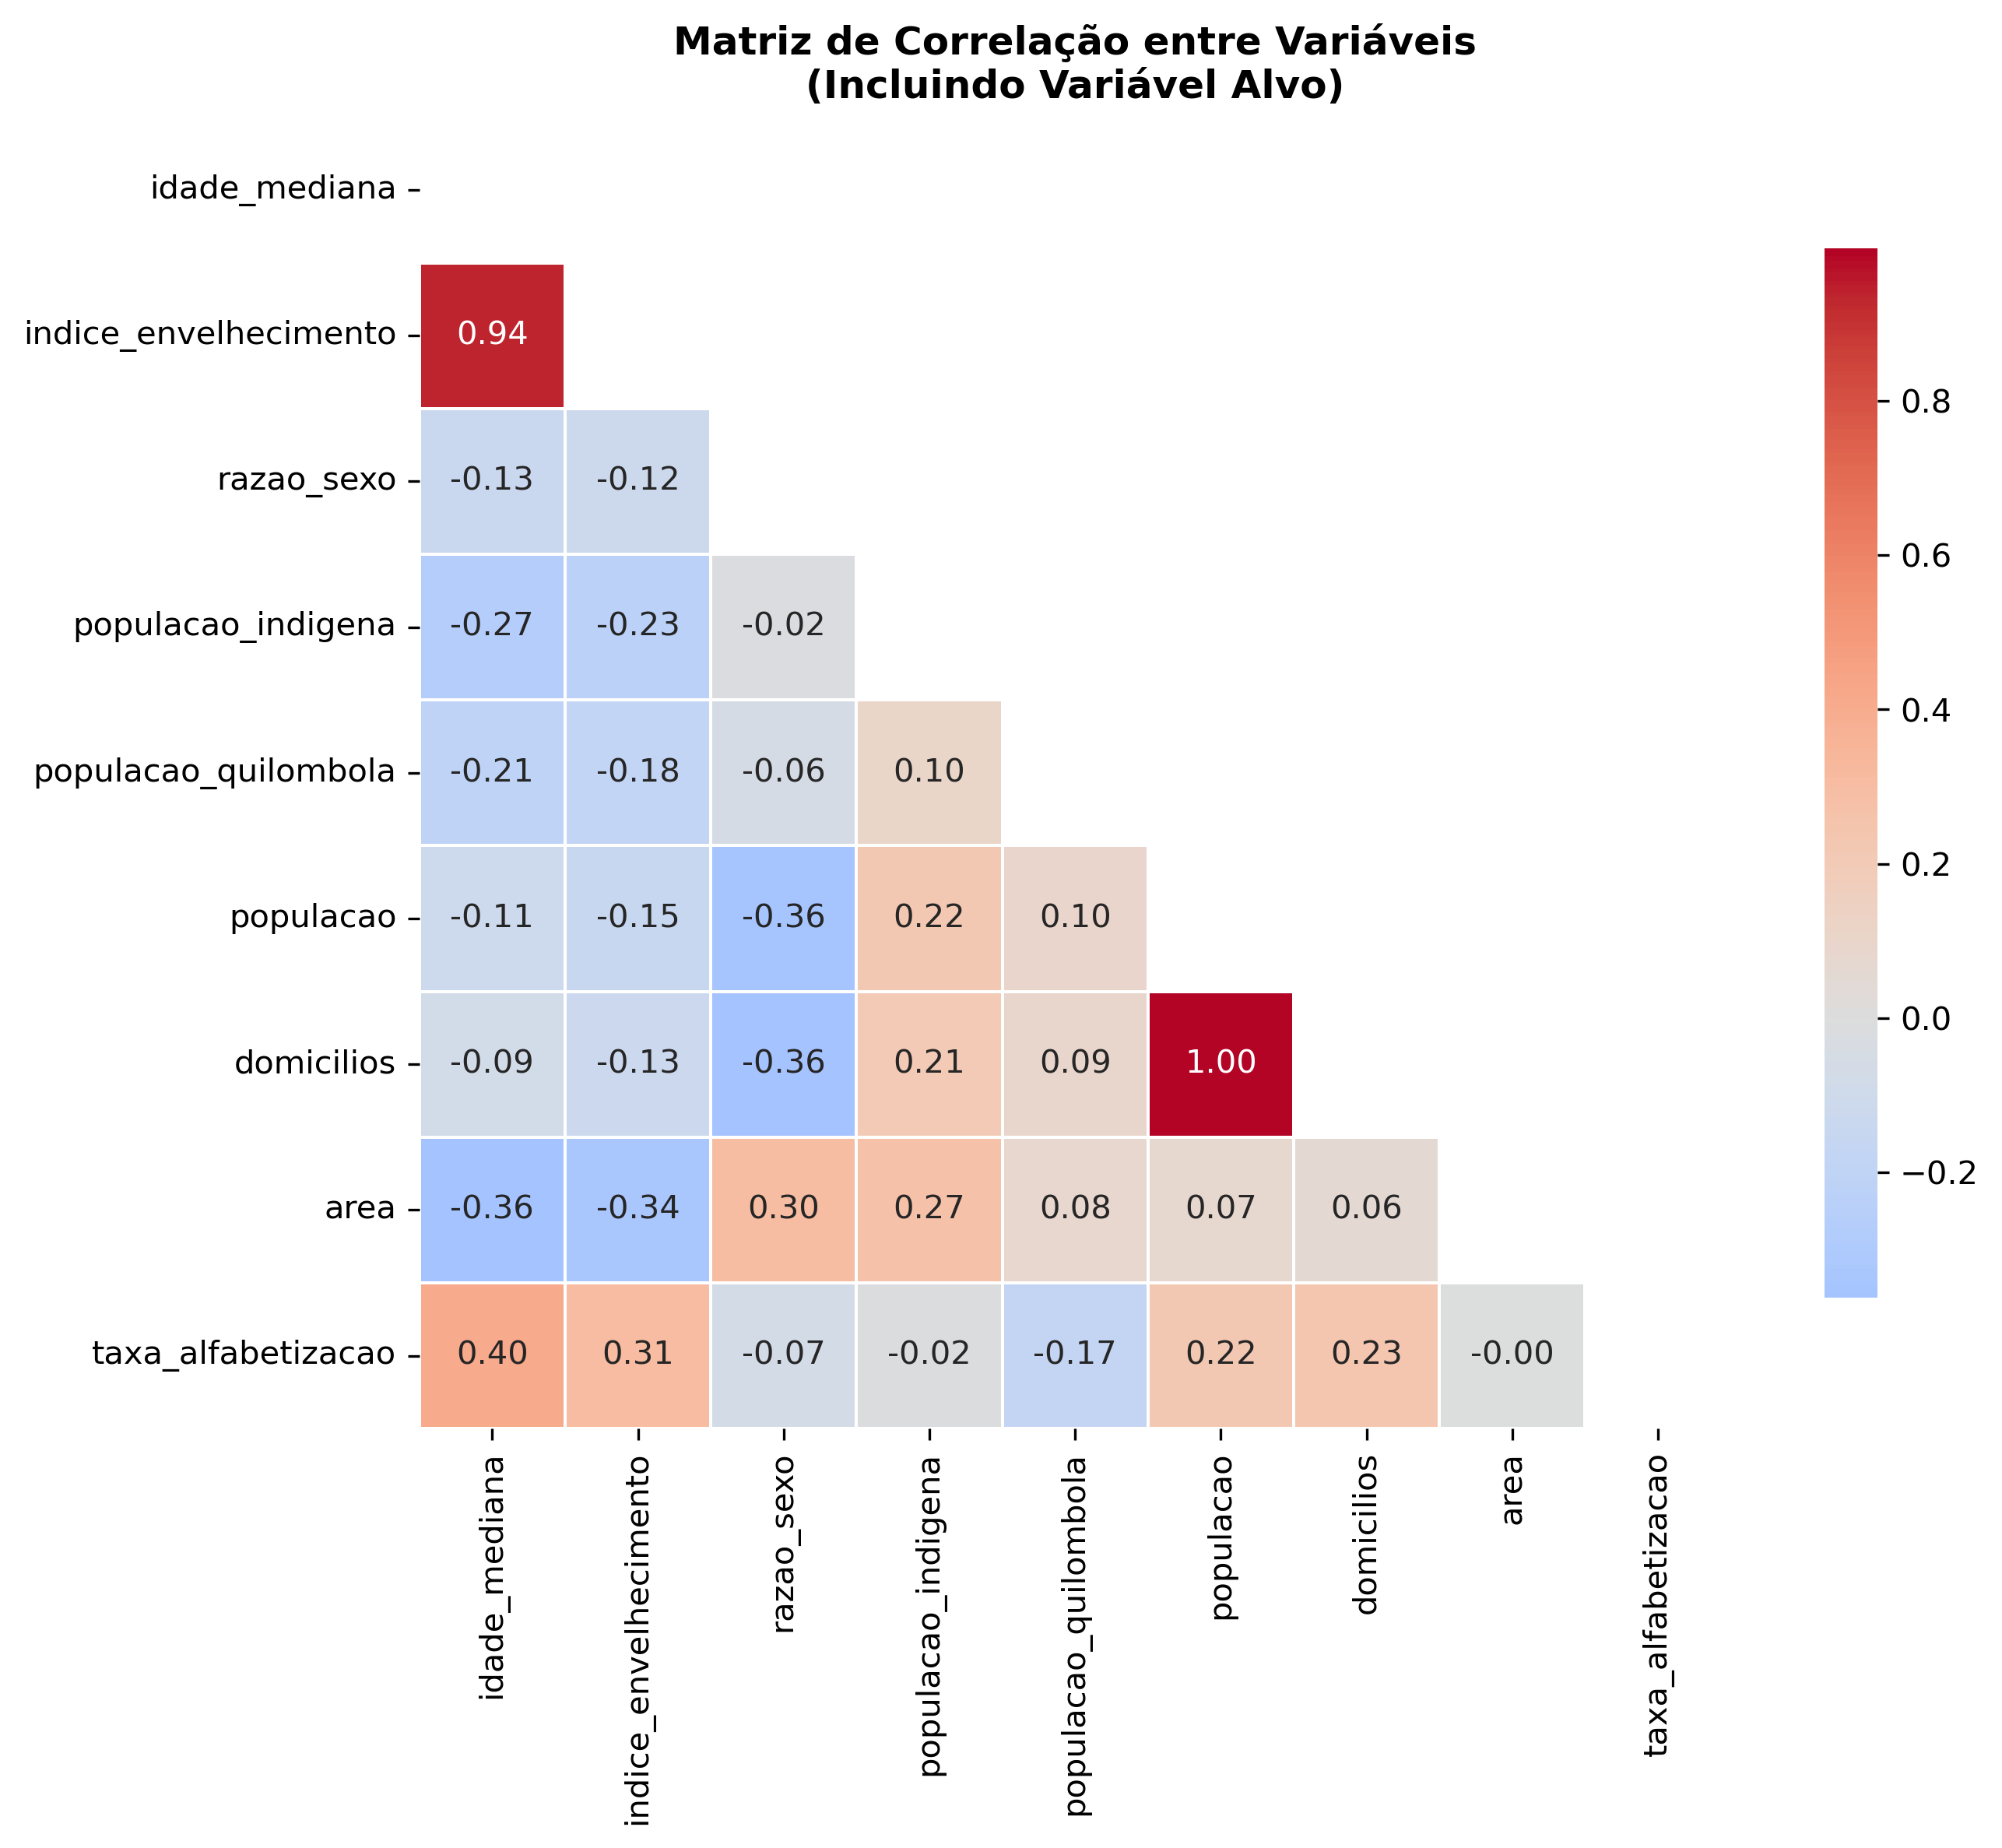 Matriz de Correlação entre Variáveis
(Incluindo Variável Alvo)
idade_mediana
indice_envelhecimento 0.94
razao_sexo -0.13 -0.12
populacao_indigena -0.27 -0.23 -0.02
populacao_quilombola -0.21 -0.18 -0.06 0.10
populacao -0.11 -0.15 -0.36 0.22 0.10
domicilios -0.09 -0.13 -0.36 0.21 0.09 1.00
area -0.36 -0.34 0.30 0.27 0.08 0.07 0.06
taxa_alfabetizacao 0.40 0.31 -0.07 -0.02 -0.17 0.22 0.23 -0.00
idade_mediana
indice_envelhecimento
razao_sexo
populacao_indigena
populacao_quilombola
populacao
domicilios
area
taxa_alfabetizacao
0.8
0.6
0.4
0.2
0.0
−0.2